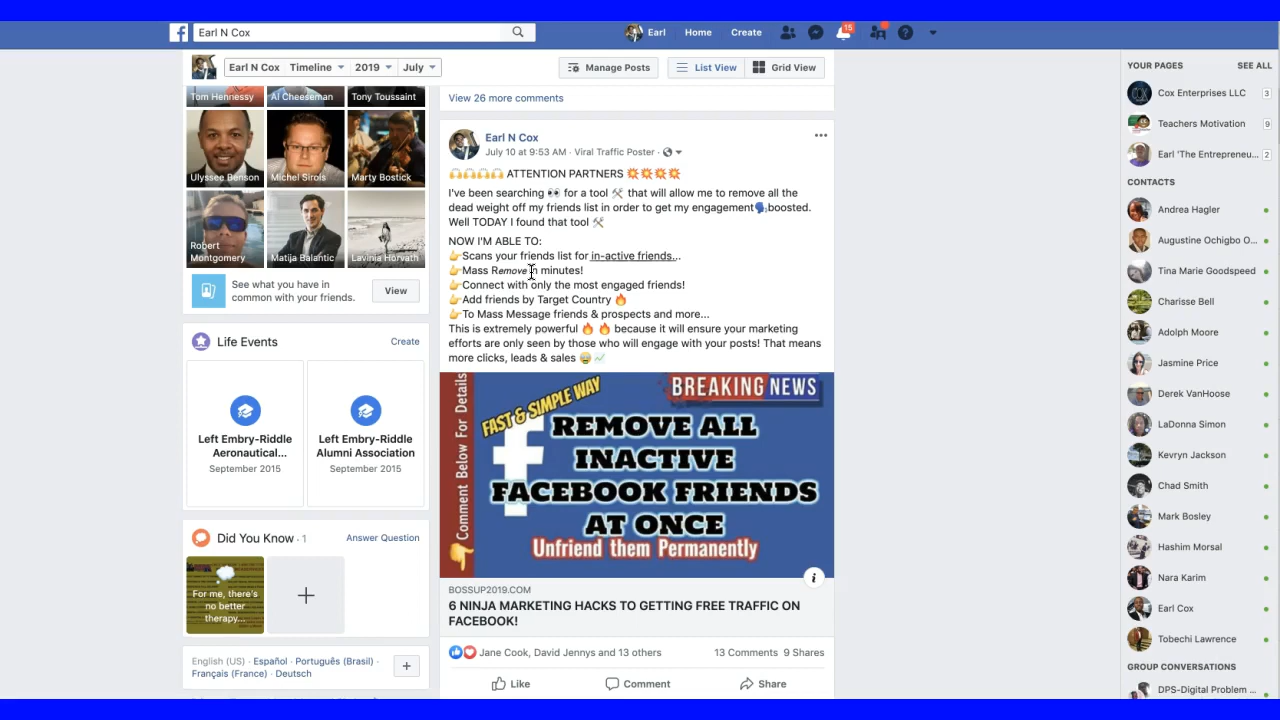 Earl N Cox
Earl
Home
Create
15
Earl N Cox
Timeline
2019
July
Manage Posts
List View
Grid View
Tom Hennessy
Al Cheeseman
Tony Toussaint
Ulyssee Benson
Michel Sirois
Marty Bostick
Robert
Montgomery
Matija Balantic
Lavinia Horvath
See what you have in
common with your friends.
View
Life Events
Create
Left Embry-Riddle
Aeronautical...
September 2015
Left Embry-Riddle
Alumni Association
September 2015
Did You Know · 1
Answer Question
For me, there's
no better
therapy...
English (US) · Español · Português (Brasil) ·
Français (France) · Deutsch
View 26 more comments
Earl N Cox
July 10 at 9:53 AM · Viral Traffic Poster ·
🙌🙌🙌🙌 ATTENTION PARTNERS 💥💥💥💥
I've been searching 👀 for a tool 🛠 that will allow me to remove all the
dead weight off my friends list in order to get my engagement🗣boosted.
Well TODAY I found that tool 🛠
NOW I'M ABLE TO:
👉Scans your friends list for in-active friends...
👉Mass Remove in minutes!
👉Connect with only the most engaged friends!
👉Add friends by Target Country 🔥
👉To Mass Message friends & prospects and more...
This is extremely powerful 🔥 🔥 because it will ensure your marketing
efforts are only seen by those who will engage with your posts! That means
more clicks, leads & sales 🤑 📈
Comment Below For Details
FAST & SIMPLE WAY
BREAKING NEWS
REMOVE ALL
INACTIVE
FACEBOOK FRIENDS
AT ONCE
Unfriend them Permanently
BOSSUP2019.COM
6 NINJA MARKETING HACKS TO GETTING FREE TRAFFIC ON
FACEBOOK!
Jane Cook, David Jennys and 13 others
13 Comments 9 Shares
Like
Comment
Share
YOUR PAGES
SEE ALL
Cox Enterprises LLC
3
Teachers Motivation
9
Earl 'The Entrepreneu...
2
CONTACTS
Andrea Hagler
Augustine Ochigbo O...
Tina Marie Goodspeed
Charisse Bell
Adolph Moore
Jasmine Price
Derek VanHoose
LaDonna Simon
Kevryn Jackson
Chad Smith
Mark Bosley
Hashim Morsal
Nara Karim
Earl Cox
Tobechi Lawrence
GROUP CONVERSATIONS
DPS-Digital Problem ...